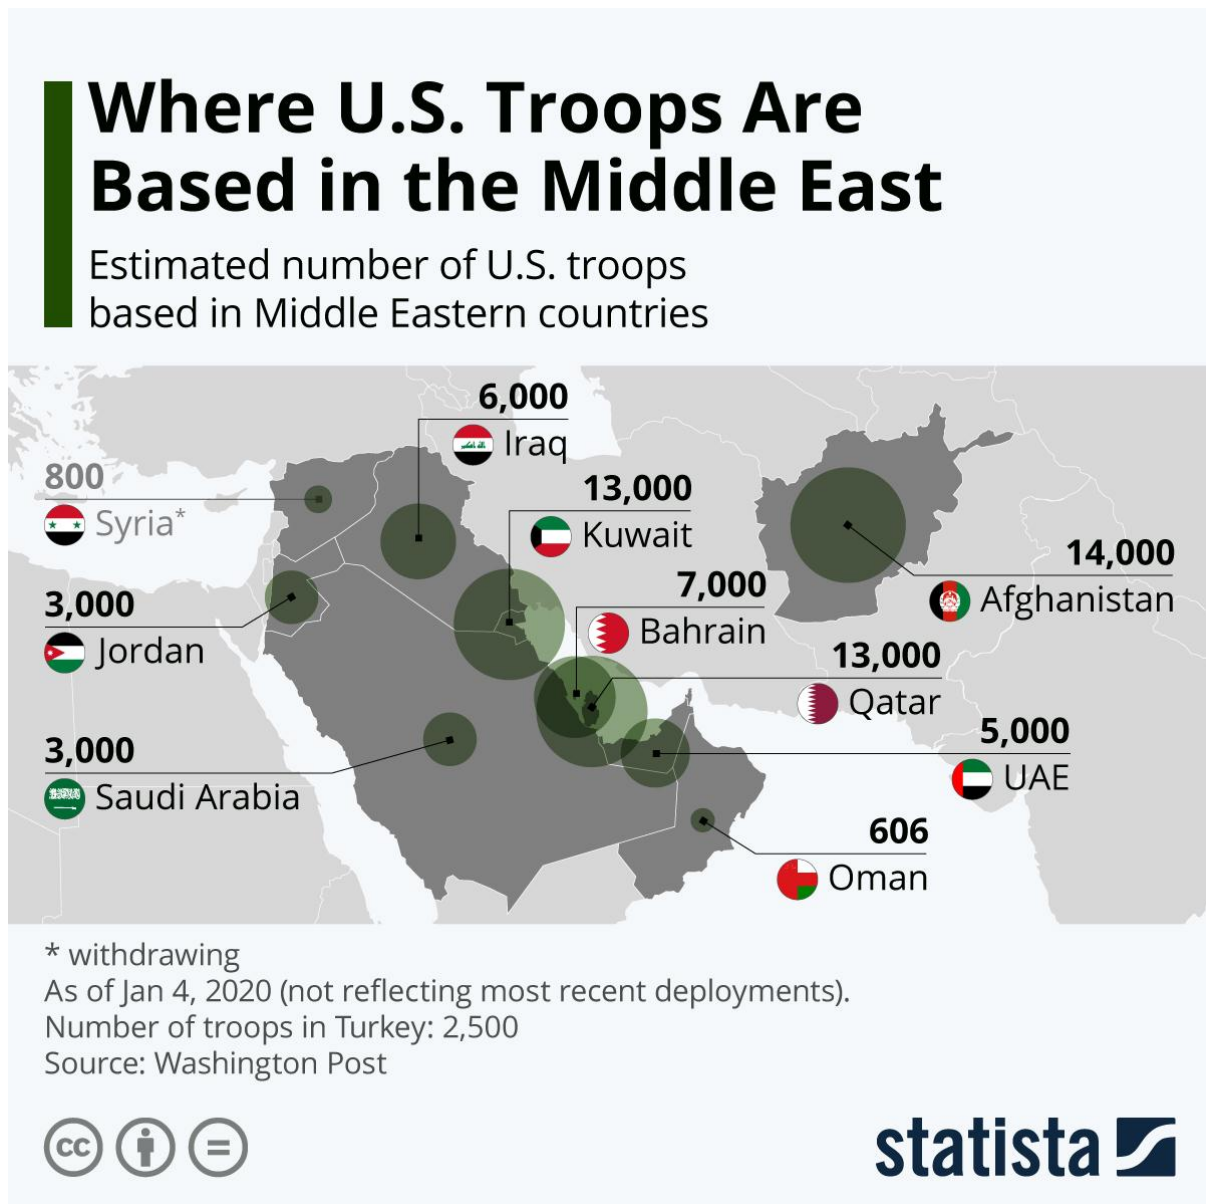 Where U.S. Troops Are
Based in the Middle East
Estimated number of U.S. troops
based in Middle Eastern countries
6,000
Iraq
800
Syria*
13,000
Kuwait
14,000
Afghanistan
3,000
Jordan
7,000
Bahrain
13,000
Qatar
3,000
Saudi Arabia
5,000
UAE
606
Oman
* withdrawing
As of Jan 4, 2020 (not reflecting most recent deployments).
Number of troops in Turkey: 2,500
Source: Washington Post
cc
statista